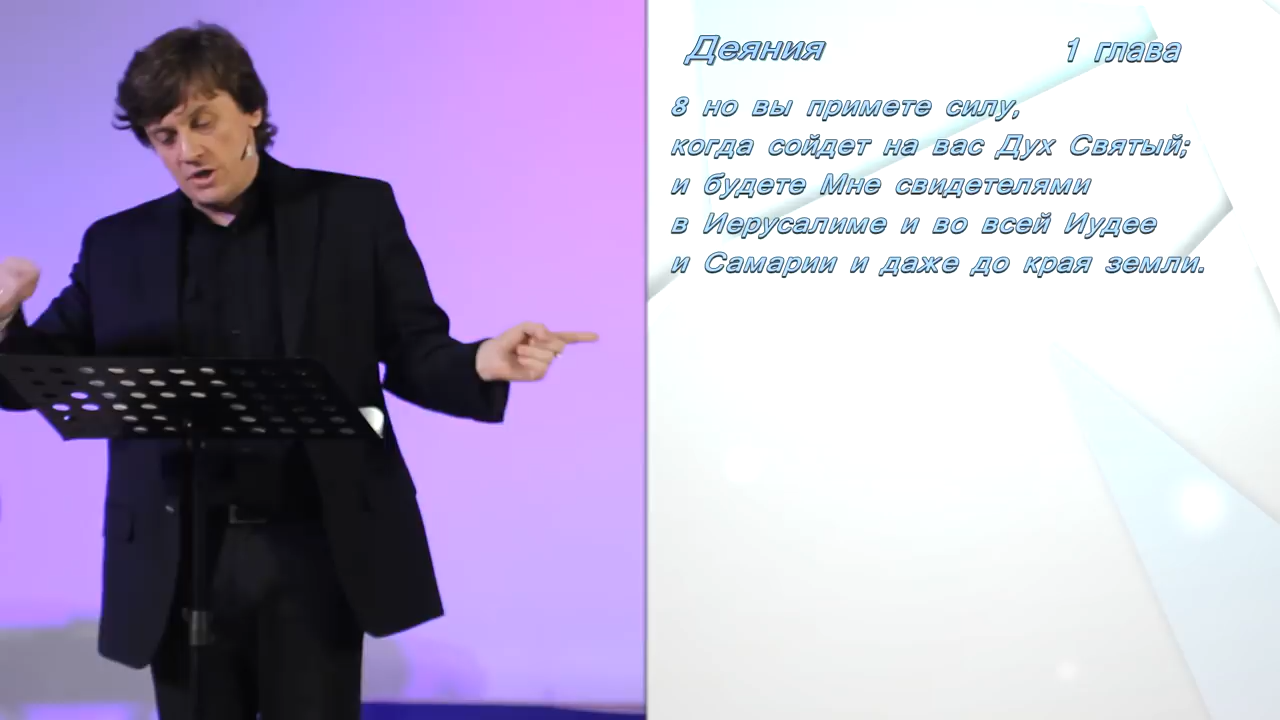 Деяния 1 глава
8 но вы примете силу,
когда сойдет на вас Дух Святый;
и будете Мне свидетелями
в Иерусалиме и во всей Иудее
и Самарии и даже до края земли.